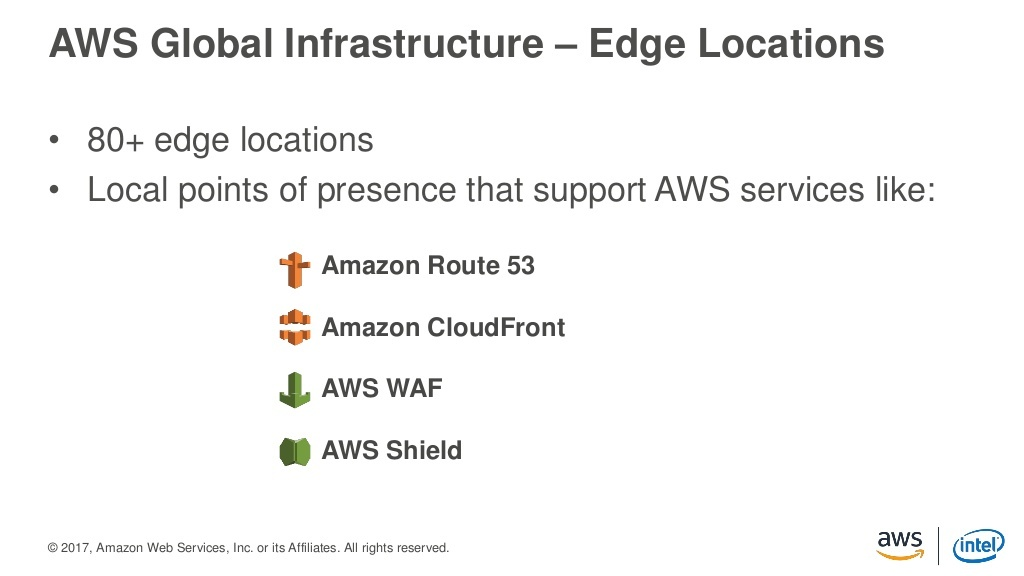 AWS Global Infrastructure – Edge Locations
• 80+ edge locations
• Local points of presence that support AWS services like:
Amazon Route 53
Amazon CloudFront
AWS WAF
AWS Shield
© 2017, Amazon Web Services, Inc. or its Affiliates. All rights reserved.
aws
intel